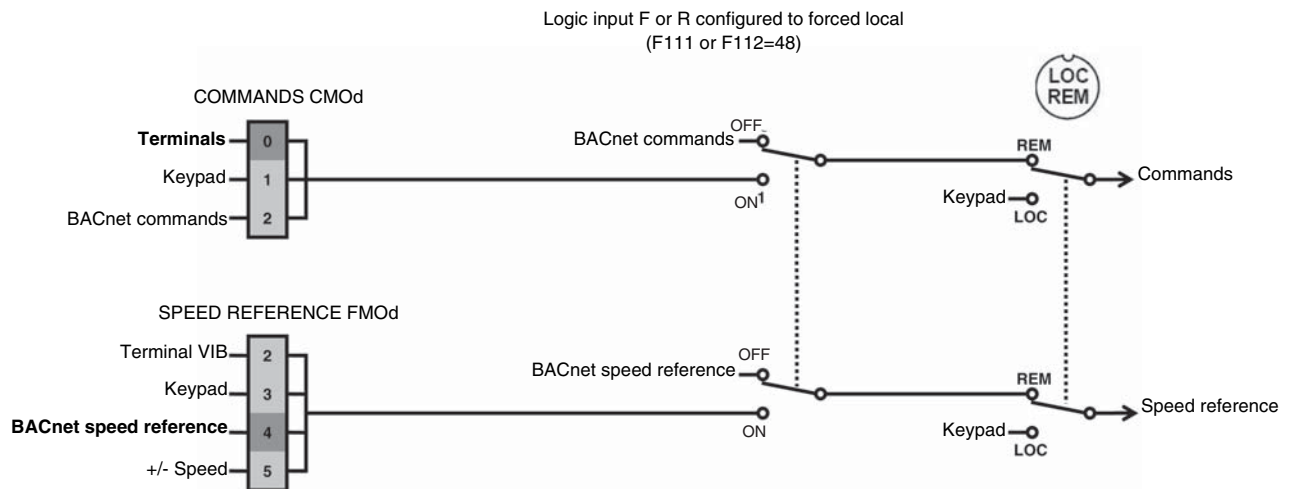 Logic input F or R configured to forced local
(F111 or F112=48)
LOC
REM
COMMANDS CMOd
Terminals 0
Keypad 1
BACnet commands 2
BACnet commands
OFF
ON1
REM
Keypad
LOC
Commands
SPEED REFERENCE FMOd
Terminal VIB 2
Keypad 3
BACnet speed reference 4
+/- Speed 5
BACnet speed reference
OFF
ON
REM
Keypad
LOC
Speed reference